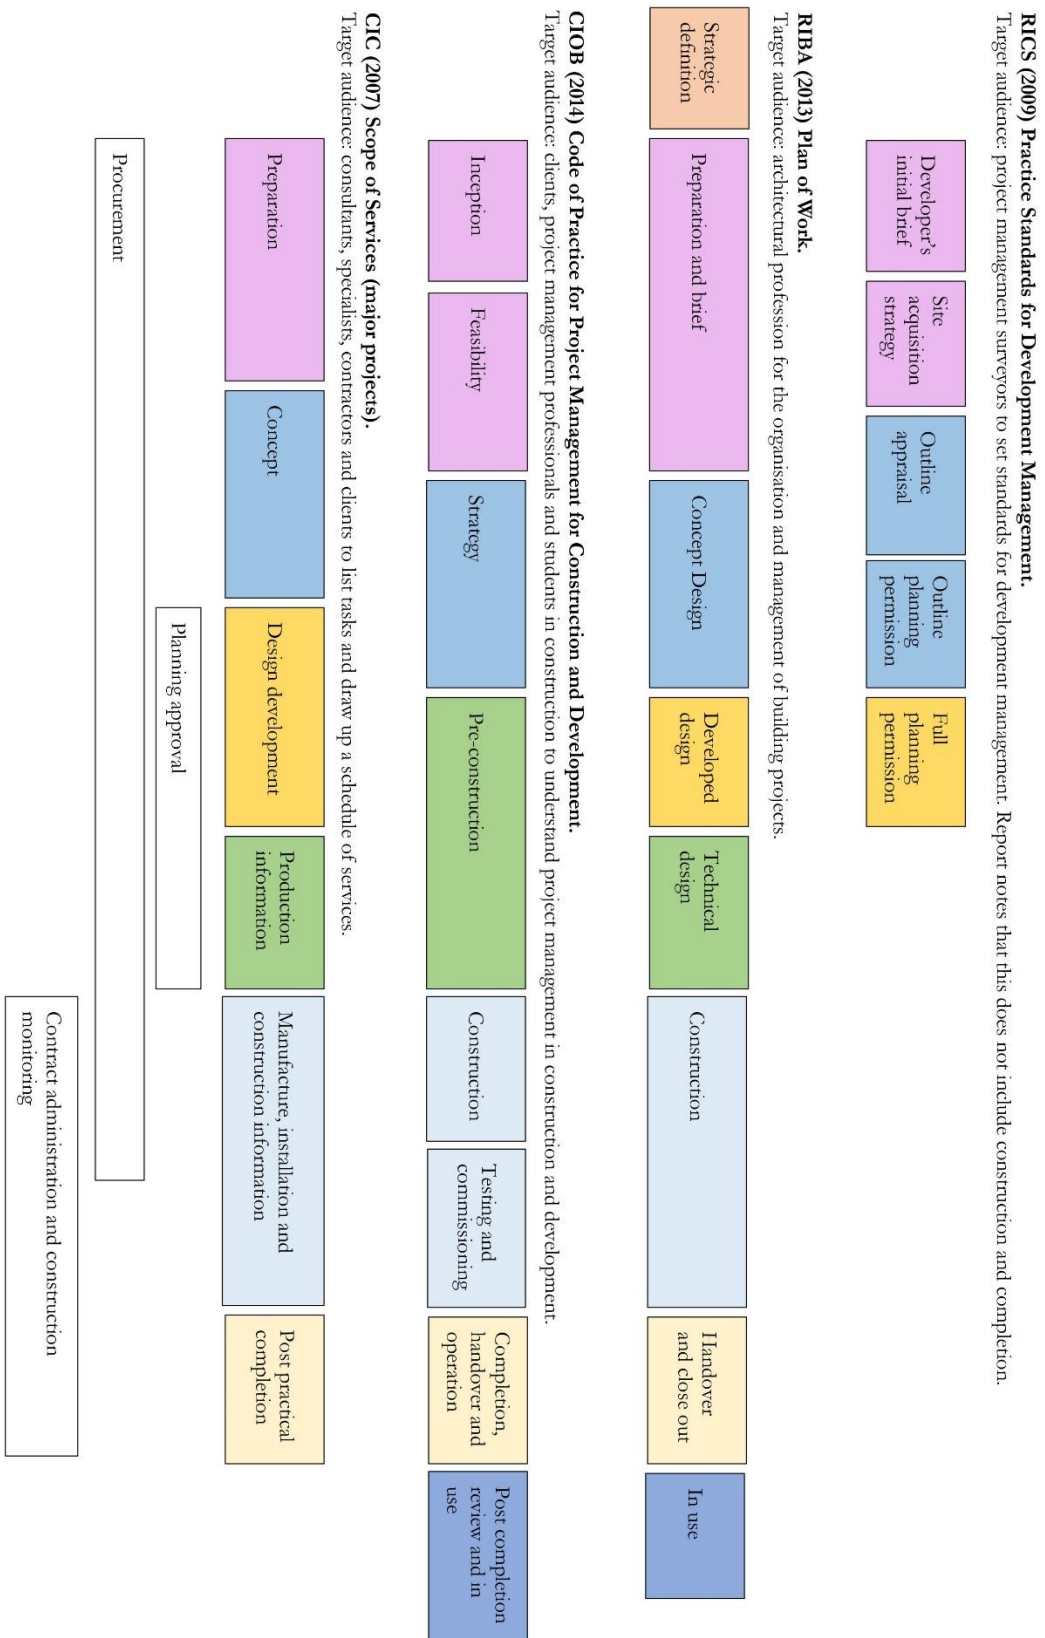 RICS (2009) Practice Standards for Development Management.
Target audience: project management surveyors to set standards for development management. Report notes that this does not include construction and completion.
Developer's
initial brief
Site
acquisition
strategy
Outline
appraisal
Outline
planning
permission
Full
planning
permission
RIBA (2013) Plan of Work.
Target audience: architectural profession for the organisation and management of building projects.
Strategic
definition
Preparation and brief
Concept Design
Developed
design
Technical
design
Construction
Handover
and close out
In use
CIOB (2014) Code of Practice for Project Management for Construction and Development.
Target audience: clients, project management professionals and students in construction to understand project management in construction and development.
Inception
Feasibility
Strategy
Pre-construction
Construction
Testing and
commissioning
Completion,
handover and
operation
Post completion
review and in
use
CIC (2007) Scope of Services (major projects).
Target audience: consultants, specialists, contractors and clients to list tasks and draw up a schedule of services.
Preparation
Concept
Design development
Production
information
Manufacture, installation and
construction information
Post practical
completion
Planning approval
Procurement
Contract administration and construction
monitoring